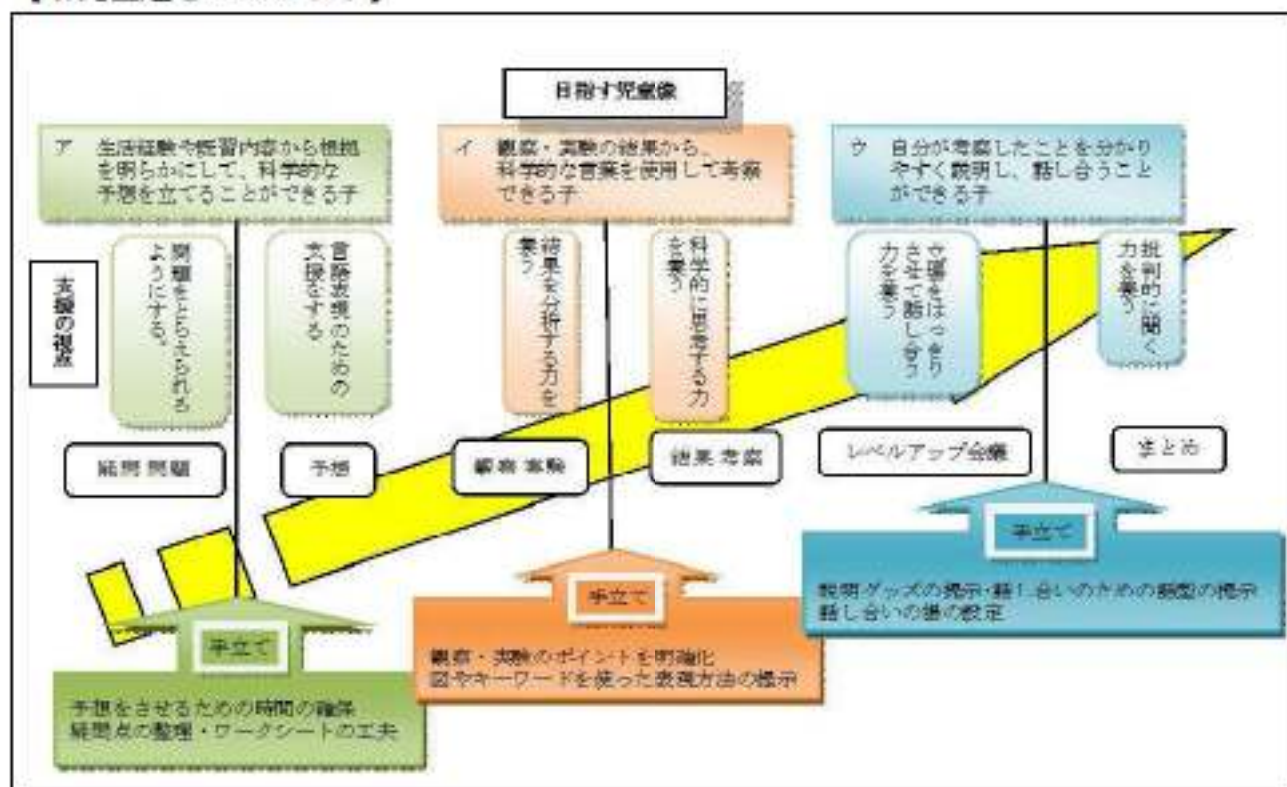 目指す児童像
ア 生活経験や既習内容から根拠
を明らかにして、科学的な
予想を立てることができる子
イ 観察・実験の結果から、
科学的な言葉を使用して考察
できる子
ウ 自分が考察したことを分かり
やすく説明し、話し合うこと
ができる子
支援の視点
問題をとらえられる
ようにする。
言語表現のための
支援をする
結果を分析する力を
養う
科学的に思考する力
を養う
立場をはっきり
させて話し合う
力を養う
批判的に聞く
力を養う
疑問 問題
予想
観察 実験
結果 考察
レベルアップ会議
まとめ
手立て
予想をさせるための時間の確保
疑問点の整理・ワークシートの工夫
手立て
観察・実験のポイントを明確化
図やキーワードを使った表現方法の提示
手立て
説明グッズの提示・話し合いのための話型の提示
話し合いの場の設定